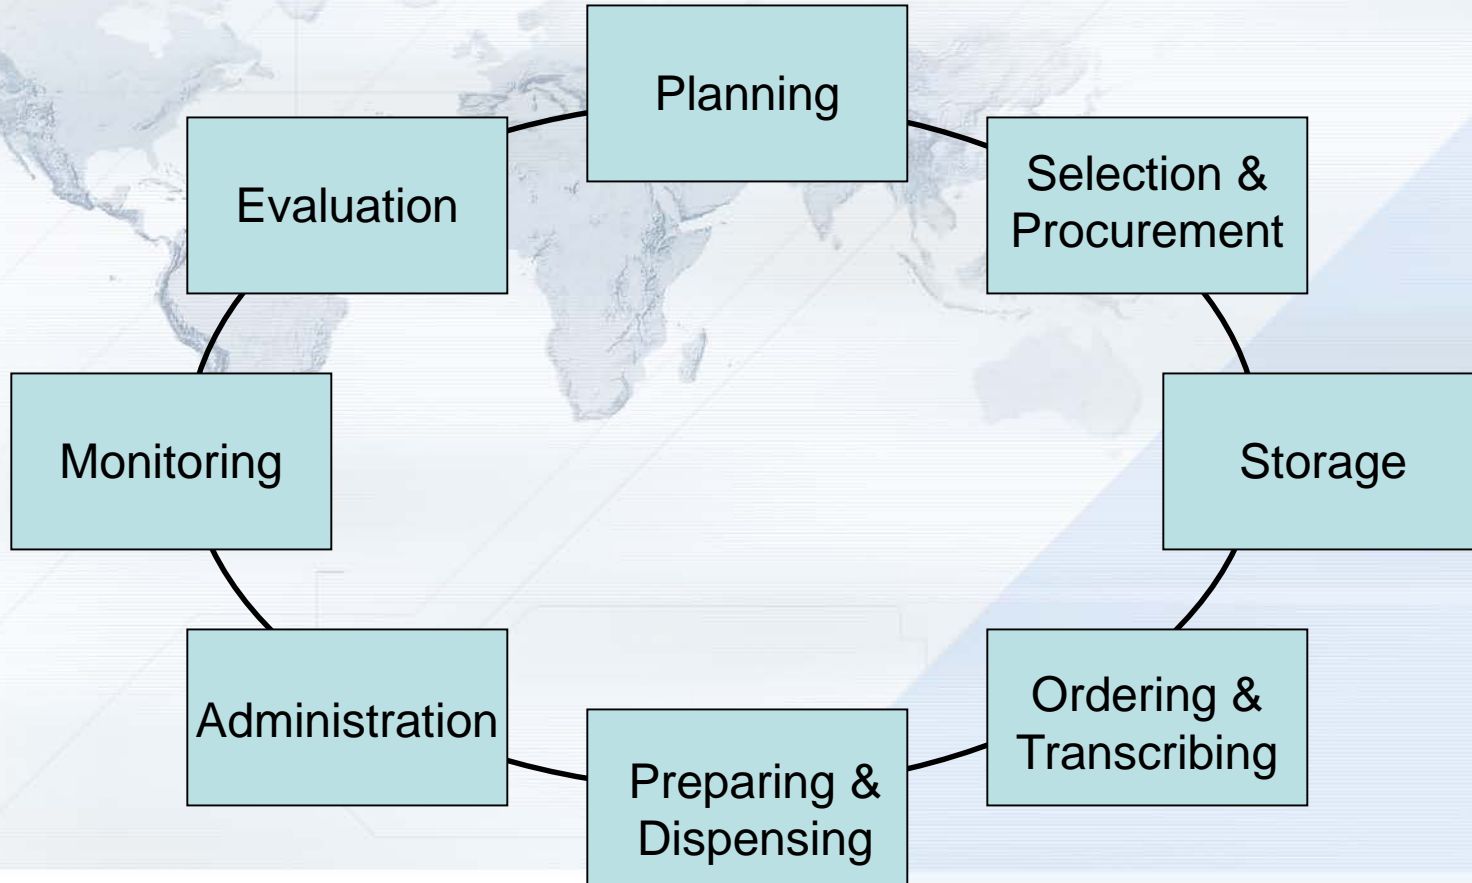 Planning
Selection &
Procurement
Evaluation
Monitoring
Storage
Ordering &
Transcribing
Administration
Preparing &
Dispensing